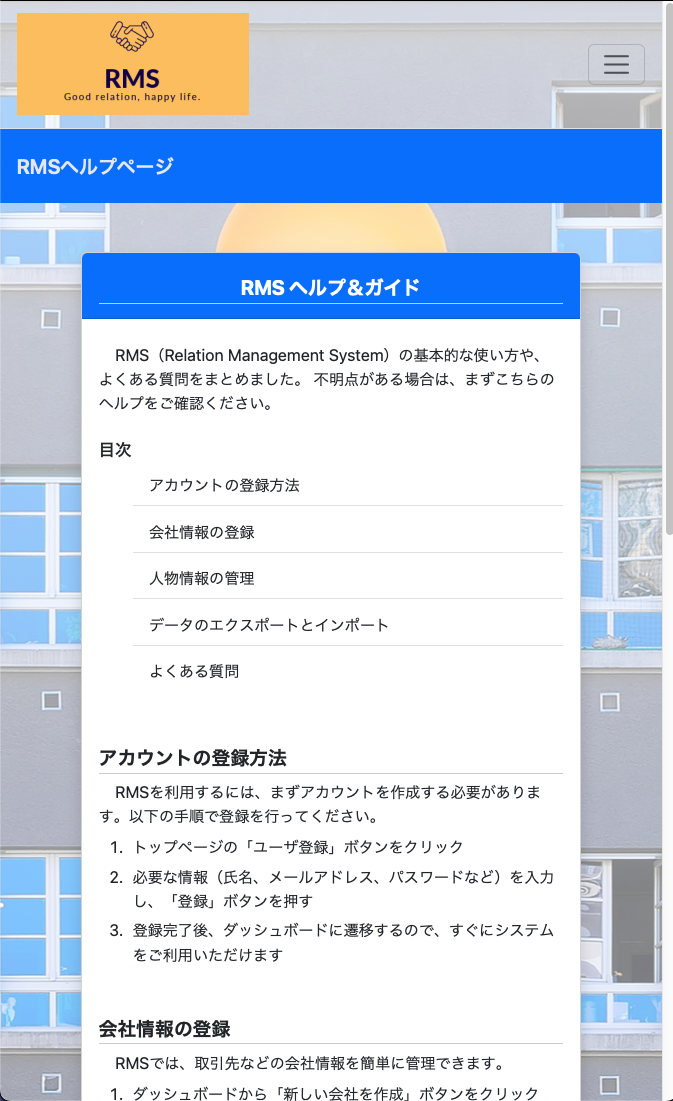 RMS
Good relation, happy life.
RMSヘルプページ
RMS ヘルプ＆ガイド
RMS（Relation Management System）の基本的な使い方や、
よくある質問をまとめました。 不明点がある場合は、まずこちらの
ヘルプをご確認ください。
目次
アカウントの登録方法
会社情報の登録
人物情報の管理
データのエクスポートとインポート
よくある質問
アカウントの登録方法
RMSを利用するには、まずアカウントを作成する必要がありま
す。以下の手順で登録を行ってください。
1. トップページの「ユーザ登録」ボタンをクリック
2. 必要な情報（氏名、メールアドレス、パスワードなど）を入力
し、「登録」ボタンを押す
3. 登録完了後、ダッシュボードに遷移するので、すぐにシステム
をご利用いただけます
会社情報の登録
RMSでは、取引先などの会社情報を簡単に管理できます。
1. ダッシュボードから「新しい会社を作成」ボタンをクリック